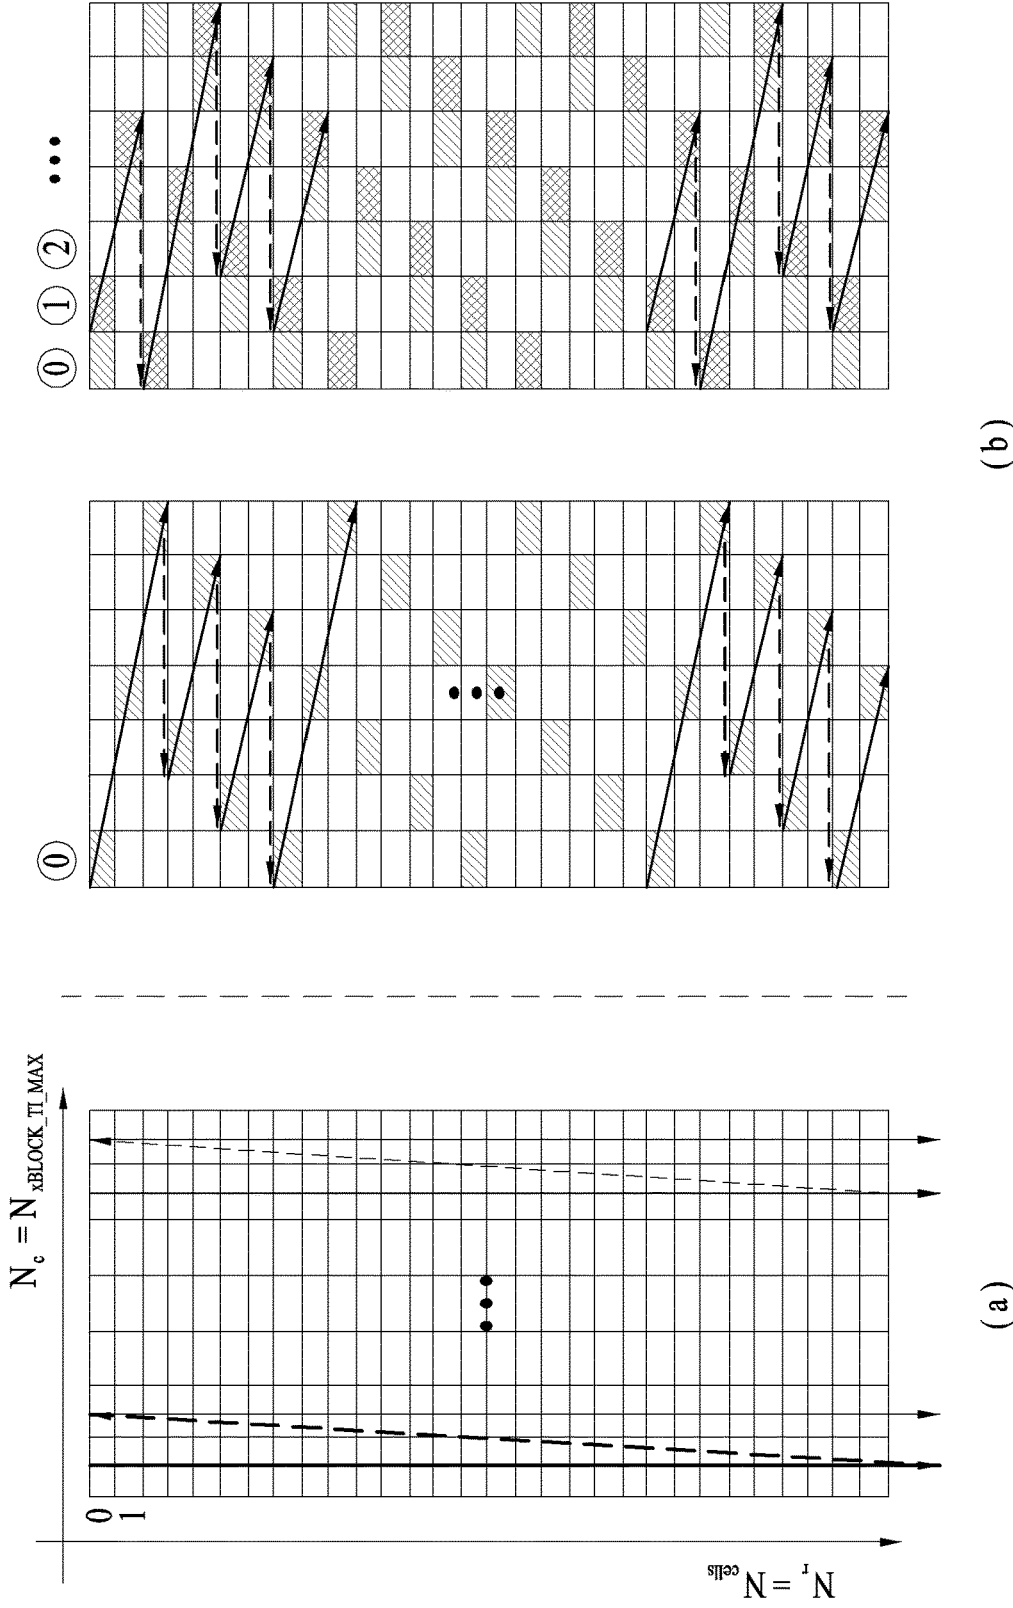 N_c = N_xBLOCK_TI_MAX
N_r = N_cells
0
1
(a)
⓪
⓪ ① ② •••
(b)